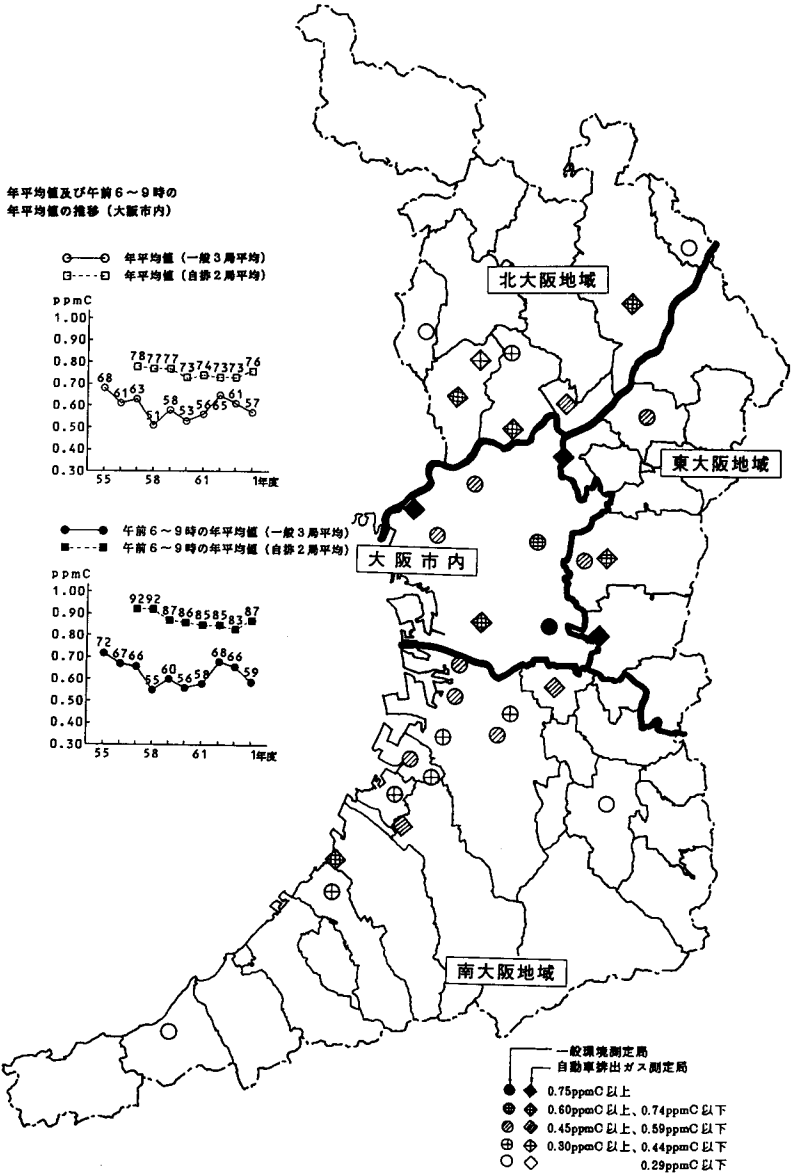 年平均値及び午前6～9時の
年平均値の推移（大阪市内）
年平均値（一般3局平均）
年平均値（自排2局平均）
ppmC
1.00
0.90
0.80
0.70
0.60
0.50
0.40
0.30
78 77 77 73 74 73 73 76
68 61 63 51 58 53 56 65 61 57
55 58 61 1年度
午前6～9時の年平均値（一般3局平均）
午前6～9時の年平均値（自排2局平均）
ppmC
1.00
0.90
0.80
0.70
0.60
0.50
0.40
0.30
92 92 87 86 85 85 83 87
72 67 66 55 60 56 58 68 66 59
55 58 61 1年度
北大阪地域
東大阪地域
大阪市内
南大阪地域
一般環境測定局
自動車排出ガス測定局
0.75ppmC以上
0.60ppmC以上、0.74ppmC以下
0.45ppmC以上、0.59ppmC以下
0.30ppmC以上、0.44ppmC以下
0.29ppmC以下